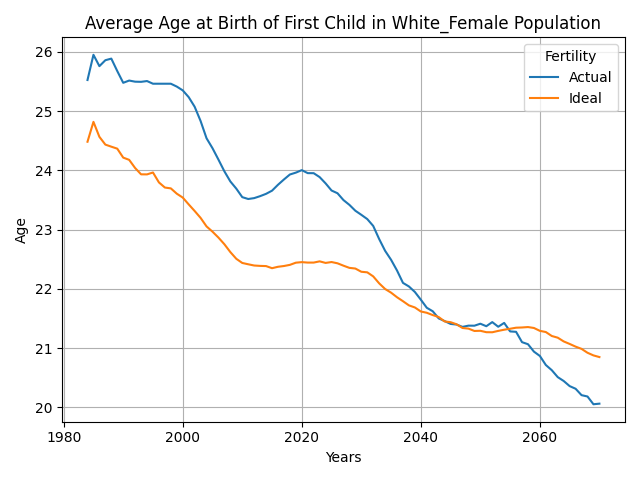 Average Age at Birth of First Child in White_Female Population
Fertility
Actual
Ideal
Age
26
25
24
23
22
21
20
1980
2000
2020
2040
2060
Years